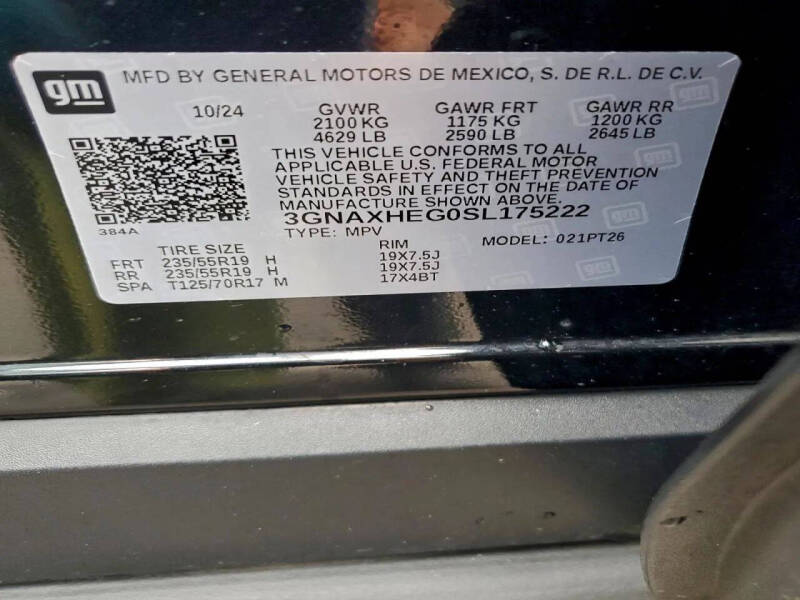 gm MFD BY GENERAL MOTORS DE MEXICO, S. DE R.L. DE C.V.
10/24 GVWR GAWR FRT GAWR RR
2100 KG 1175 KG 1200 KG
4629 LB 2590 LB 2645 LB
THIS VEHICLE CONFORMS TO ALL
APPLICABLE U.S. FEDERAL MOTOR
VEHICLE SAFETY AND THEFT PREVENTION
STANDARDS IN EFFECT ON THE DATE OF
MANUFACTURE SHOWN ABOVE.
3GNAXHEG0SL175222
384A
TYPE: MPV MODEL: 021PT26
TIRE SIZE RIM
FRT 235/55R19 H 19X7.5J
RR 235/55R19 H 19X7.5J
SPA T125/70R17 M 17X4BT